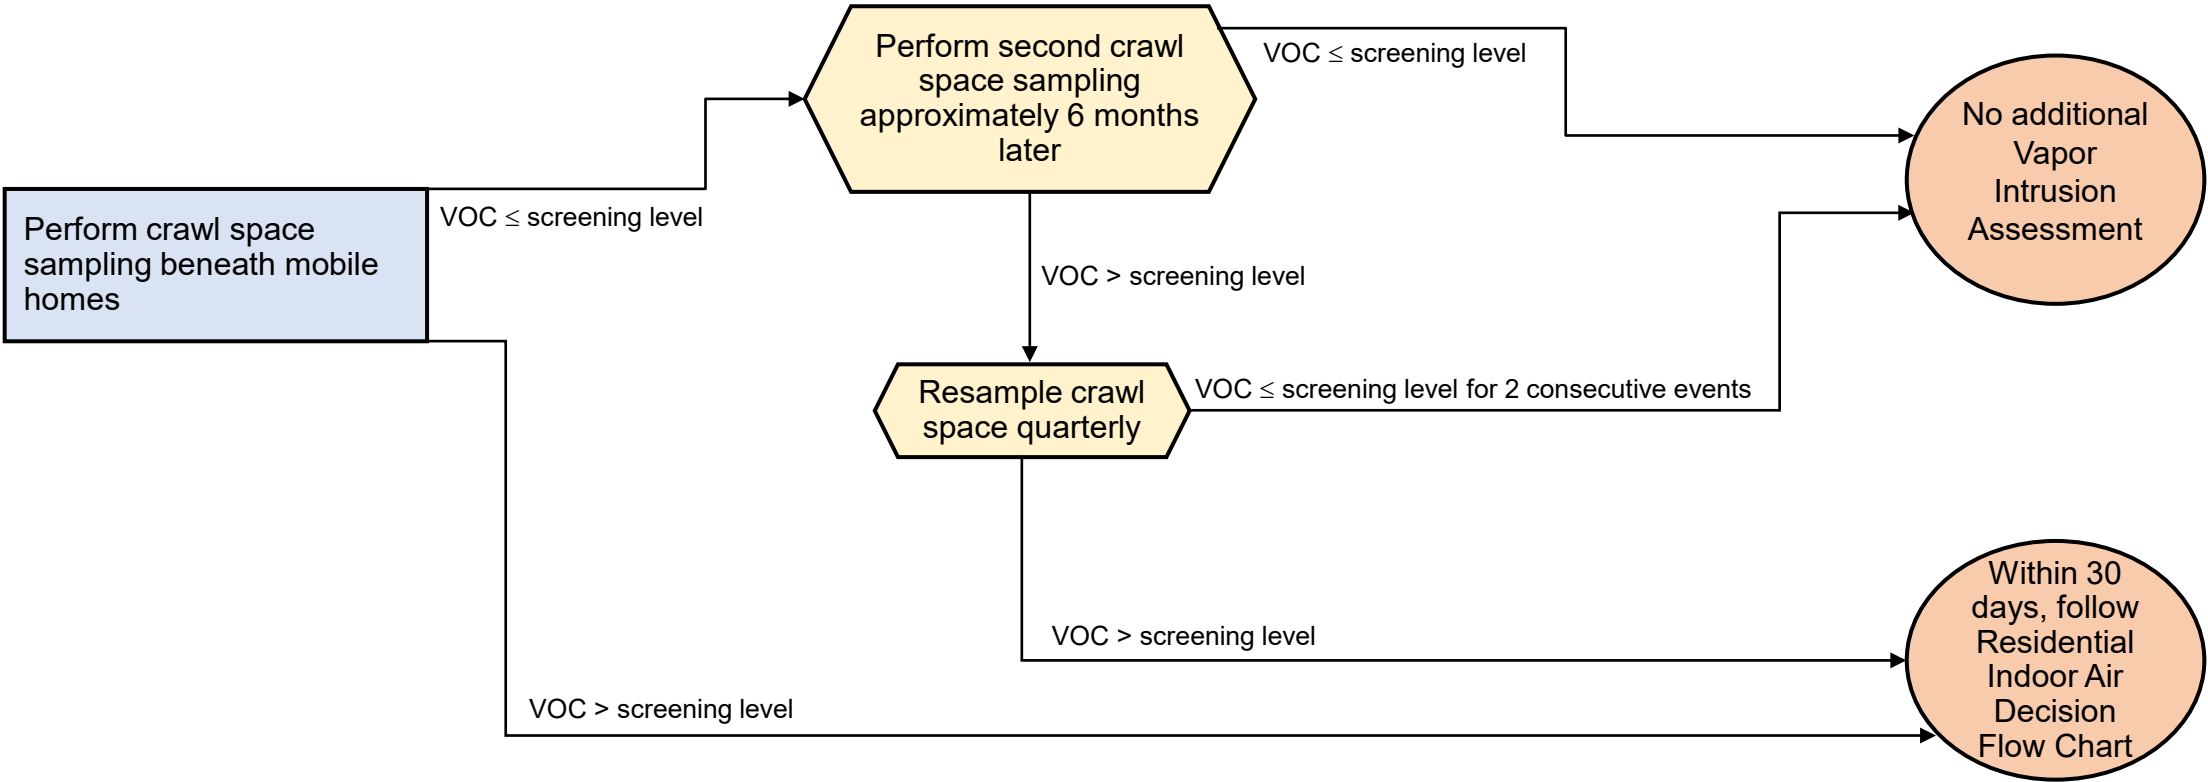 Perform second crawl
space sampling
approximately 6 months
later
VOC ≤ screening level
No additional
Vapor
Intrusion
Assessment
Perform crawl space
sampling beneath mobile
homes
VOC ≤ screening level
VOC > screening level
Resample crawl
space quarterly
VOC ≤ screening level for 2 consecutive events
VOC > screening level
Within 30
days, follow
Residential
Indoor Air
Decision
Flow Chart
VOC > screening level